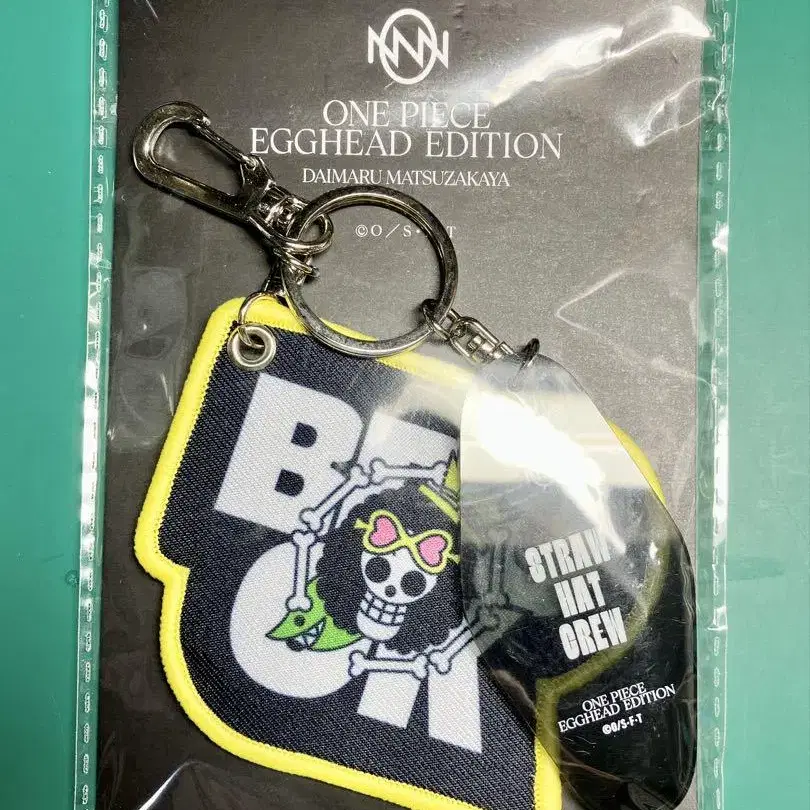 ONE PIECE
EGGHEAD EDITION
DAIMARU MATSUZAKAYA
©O/S・T
STRAW
HAT
CREW
ONE PIECE
EGGHEAD EDITION
©O/S・F・T